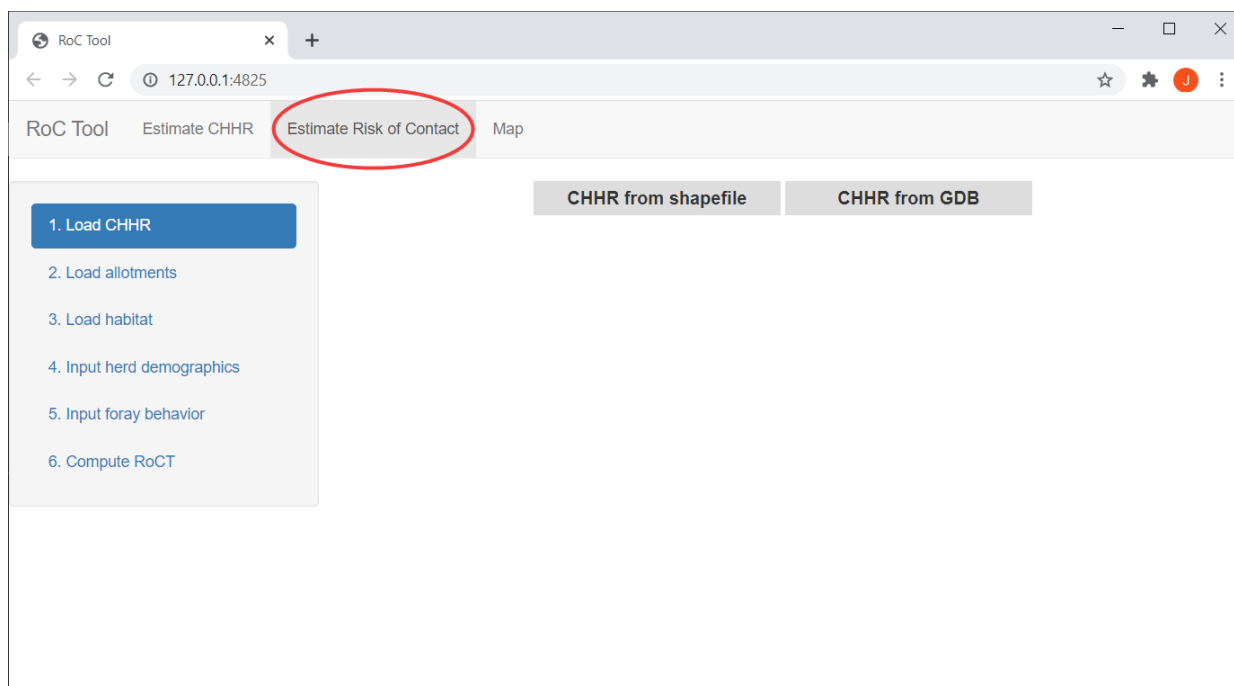 RoC Tool
127.0.0.1:4825
J
RoC Tool Estimate CHHR Estimate Risk of Contact Map
1. Load CHHR
2. Load allotments
3. Load habitat
4. Input herd demographics
5. Input foray behavior
6. Compute RoCT
CHHR from shapefile CHHR from GDB